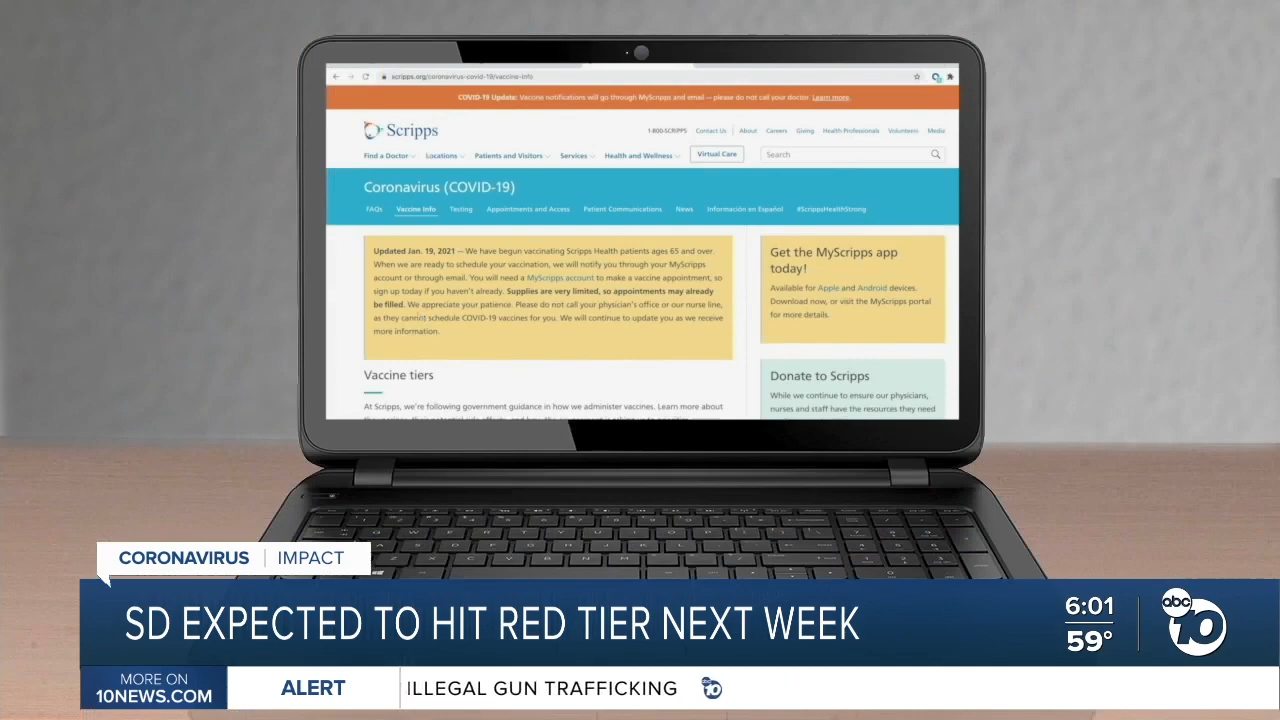 scripps.org/coronavirus-covid-19/vaccine-info
COVID-19 Update: Vaccine notifications will go through MyScripps and email — please do not call your doctor. Learn more.
Scripps
1-800-SCRIPPS Contact Us About Careers Giving Health Professionals Volunteers Media
Find a Doctor Locations Patients and Visitors Services Health and Wellness Virtual Care Search
Coronavirus (COVID-19)
FAQs Vaccine Info Testing Appointments and Access Patient Communications News Información en Español #ScrippsHealthStrong
Updated Jan. 19, 2021 — We have begun vaccinating Scripps Health patients ages 65 and over.
When we are ready to schedule your vaccination, we will notify you through your MyScripps
account or through email. You will need a MyScripps account to make a vaccine appointment, so
sign up today if you haven't already. Supplies are very limited, so appointments may already
be filled. We appreciate your patience. Please do not call your physician's office or our nurse line,
as they cannot schedule COVID-19 vaccines for you. We will continue to update you as we receive
more information.
Get the MyScripps app
today!
Available for Apple and Android devices.
Download now, or visit the MyScripps portal
for more details.
Vaccine tiers
At Scripps, we're following government guidance in how we administer vaccines. Learn more about
Donate to Scripps
While we continue to ensure our physicians,
nurses and staff have the resources they need
CORONAVIRUS IMPACT
SD EXPECTED TO HIT RED TIER NEXT WEEK
6:01
59°
abc 10
MORE ON
10NEWS.COM
ALERT
ILLEGAL GUN TRAFFICKING
abc 10